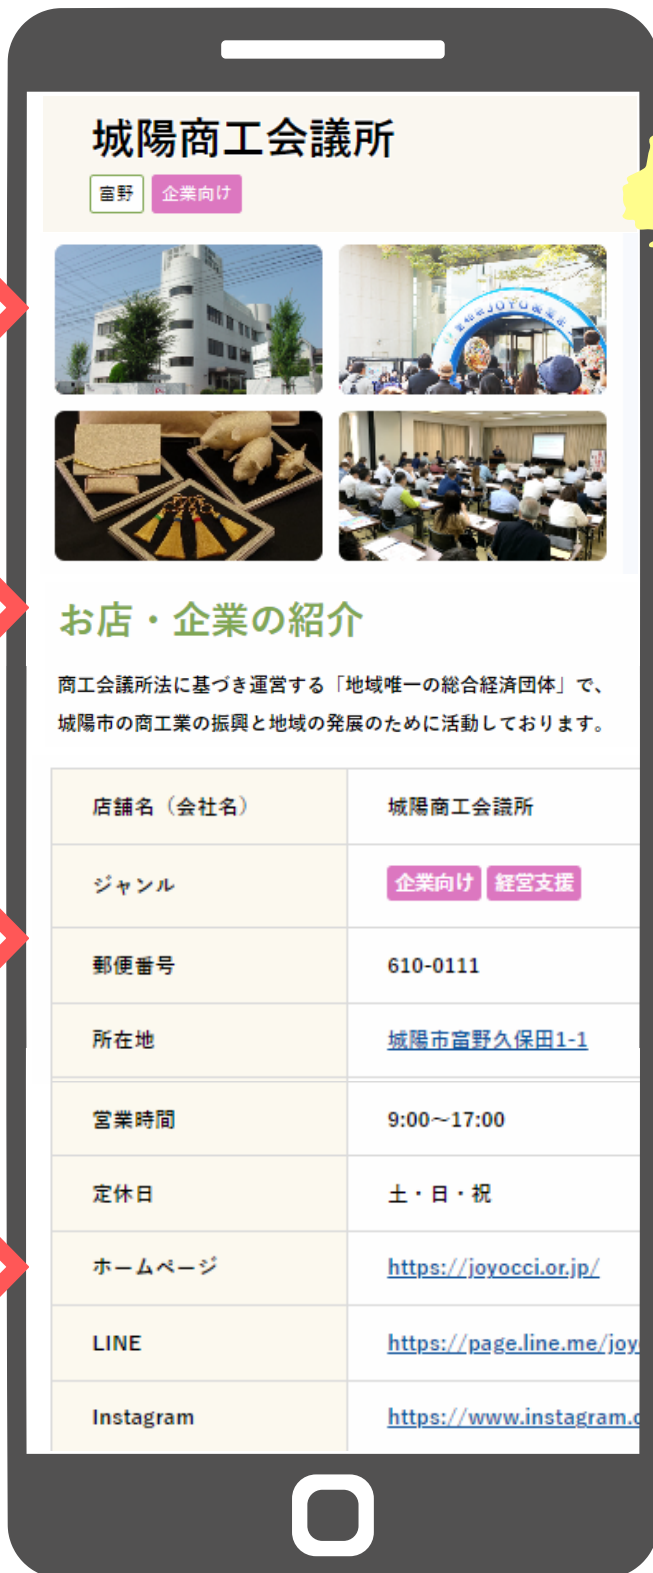 城陽商工会議所
富野 企業向け
お店・企業の紹介
商工会議所法に基づき運営する「地域唯一の総合経済団体」で、
城陽市の商工業の振興と地域の発展のために活動しております。
店舗名（会社名） 城陽商工会議所
ジャンル 企業向け 経営支援
郵便番号 610-0111
所在地 城陽市富野久保田1-1
営業時間 9:00～17:00
定休日 土・日・祝
ホームページ https://joyocci.or.jp/
LINE https://page.line.me/joy
Instagram https://www.instagram.c